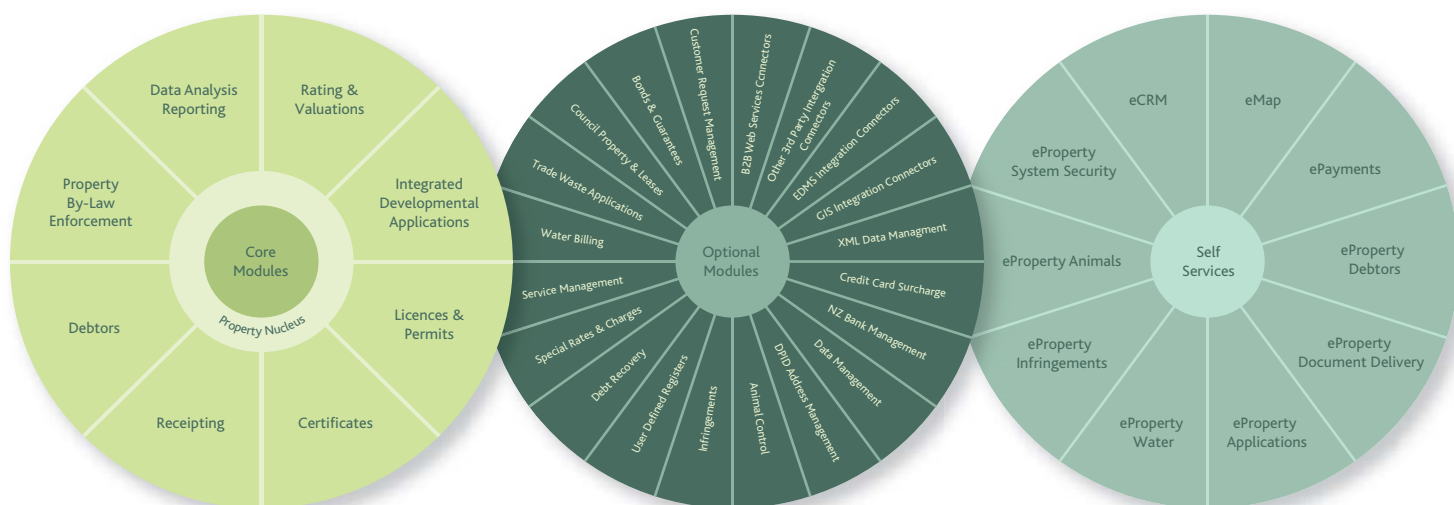 Core
Modules
Property Nucleus
Rating &
Valuations
Integrated
Developmental
Applications
Licences &
Permits
Certificates
Receipting
Debtors
Property
By-Law
Enforcement
Data Analysis
Reporting
Optional
Modules
B2B Web Services Ccnnectors
Other 3rd Party Intergration
Connectors
EDMS Integration Connectors
GIS Integration Connectors
XML Data Managment
Credit Card Surcharge
NZ Bank Management
Data Management
DPID Address Management
Animal Control
Infringements
User Defined Registers
Debt Recovery
Special Rates & Charges
Service Management
Water Billing
Trade Waste Applications
Council Property & Leases
Bonds & Guarantees
Customer Request Management
Self
Services
eMap
ePayments
eProperty
Debtors
eProperty
Document Delivery
eProperty
Applications
eProperty
Water
eProperty
Infringements
eProperty Animals
eProperty
System Security
eCRM